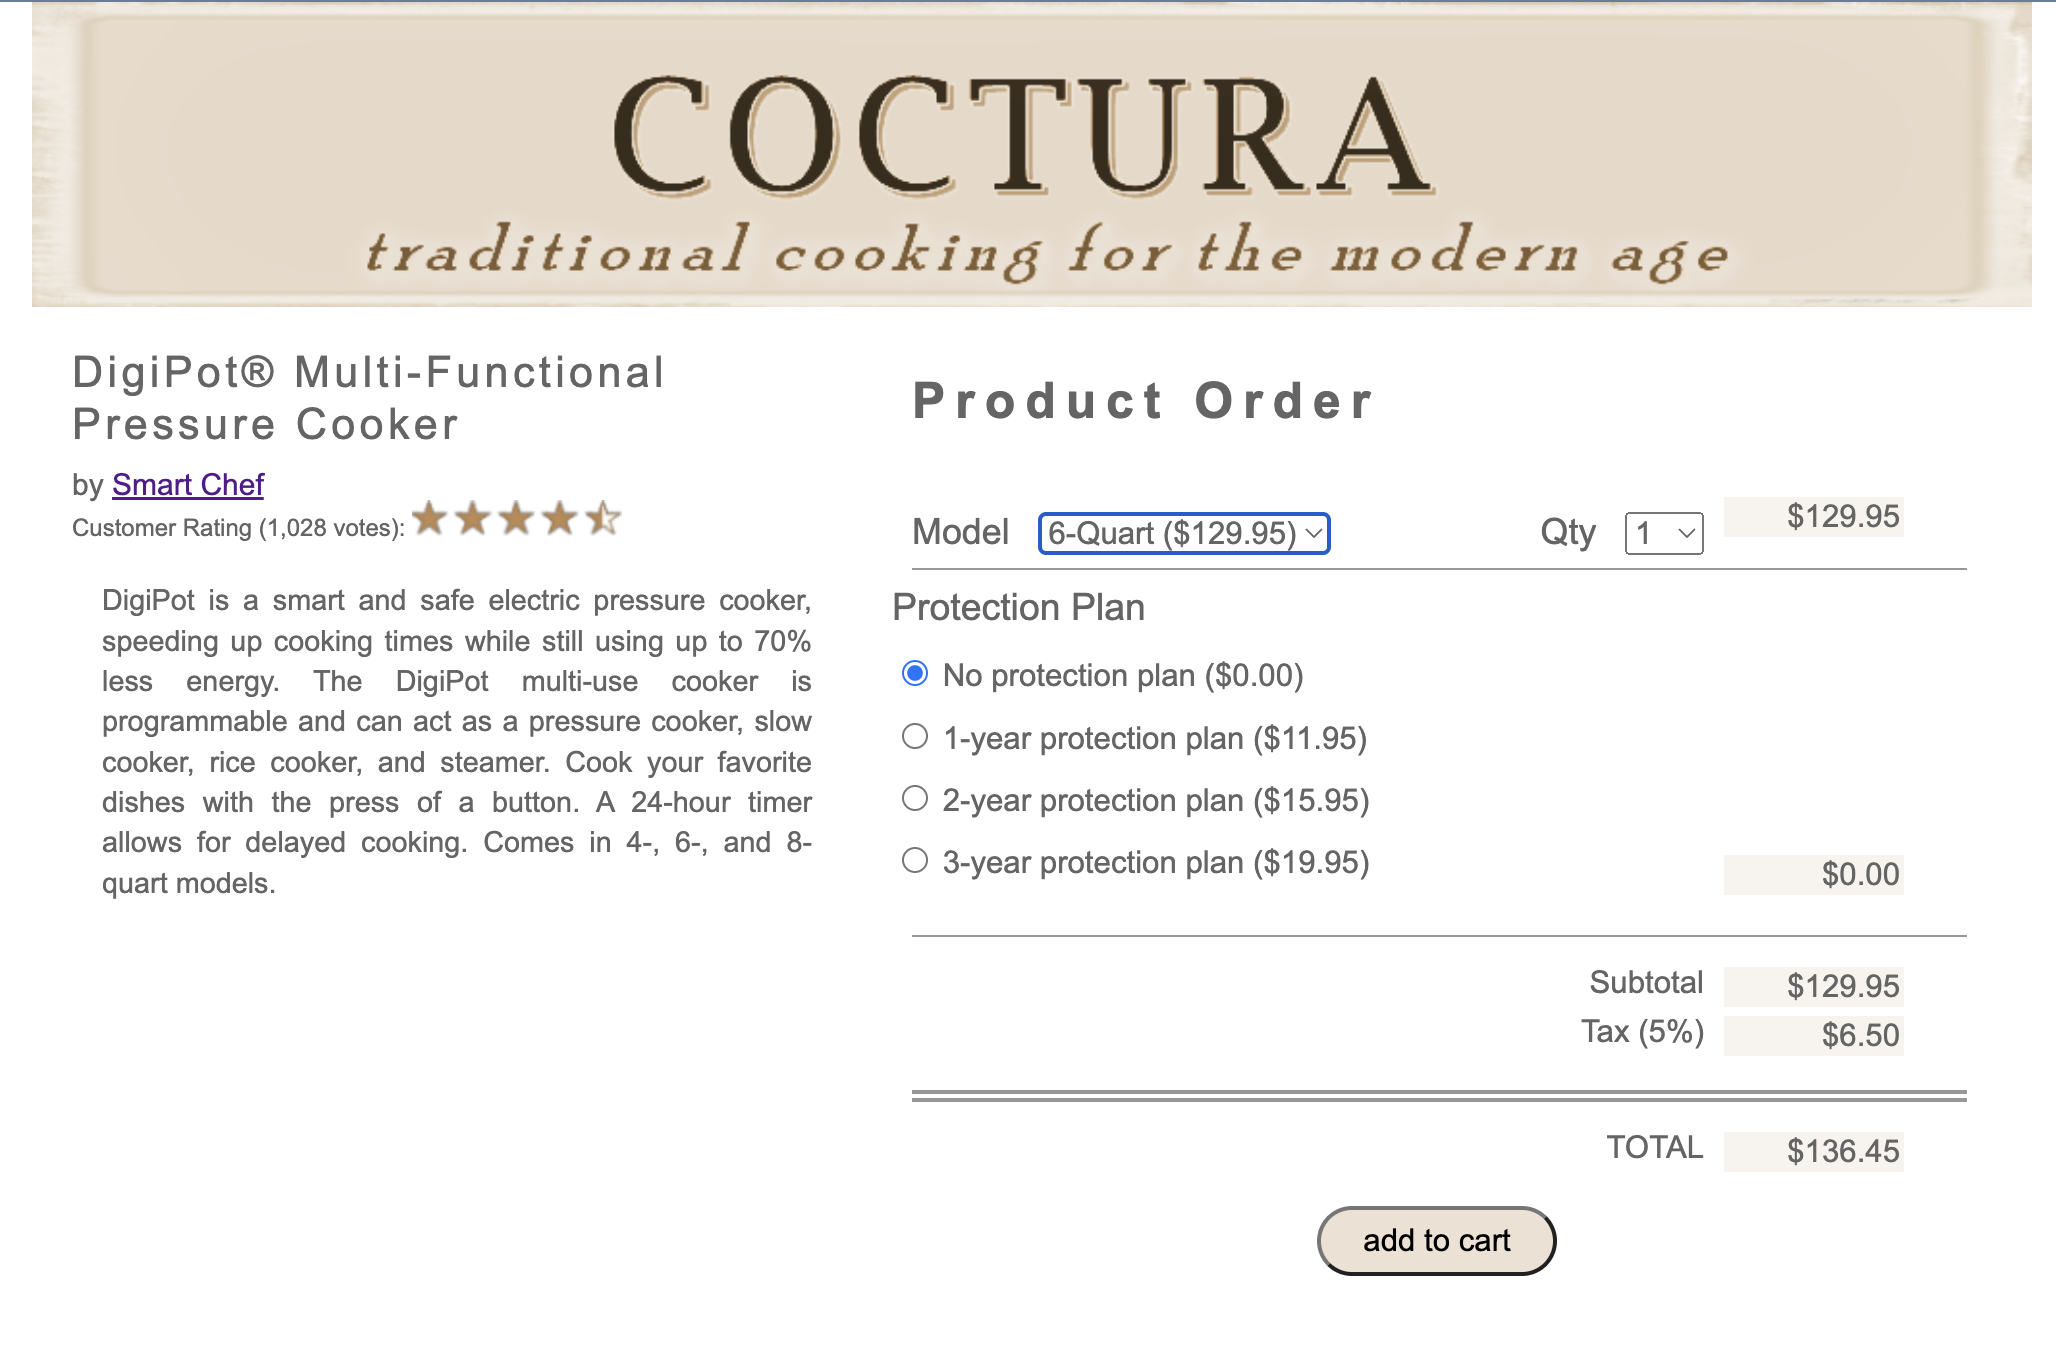 COCTURA
traditional cooking for the modern age
DigiPot® Multi-Functional
Pressure Cooker
by Smart Chef
Customer Rating (1,028 votes):
DigiPot is a smart and safe electric pressure cooker,
speeding up cooking times while still using up to 70%
less energy. The DigiPot multi-use cooker is
programmable and can act as a pressure cooker, slow
cooker, rice cooker, and steamer. Cook your favorite
dishes with the press of a button. A 24-hour timer
allows for delayed cooking. Comes in 4-, 6-, and 8-
quart models.
Product Order
Model 6-Quart ($129.95) Qty 1 $129.95
Protection Plan
No protection plan ($0.00)
1-year protection plan ($11.95)
2-year protection plan ($15.95)
3-year protection plan ($19.95)
$0.00
Subtotal $129.95
Tax (5%) $6.50
TOTAL $136.45
add to cart